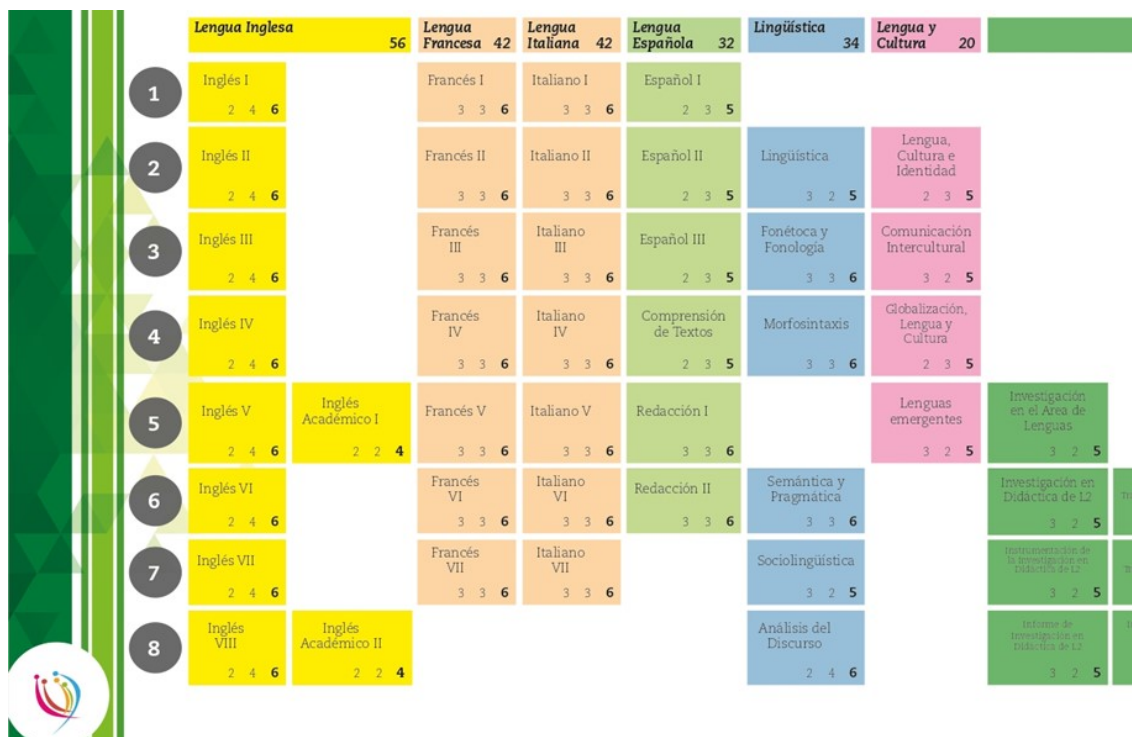 Lengua Inglesa
56
Lengua
Francesa 42
Lengua
Italiana 42
Lengua
Española 32
Lingüística
34
Lengua y
Cultura 20
1
Inglés I
2 4 6
Francés I
3 3 6
Italiano I
3 3 6
Español I
2 3 5
2
Inglés II
2 4 6
Francés II
3 3 6
Italiano II
3 3 6
Español II
2 3 5
Lingüística
3 2 5
Lengua,
Cultura e
Identidad
2 3 5
3
Inglés III
2 4 6
Francés
III
3 3 6
Italiano
III
3 3 6
Español III
2 3 5
Fonétoca y
Fonología
3 3 6
Comunicación
Intercultural
3 2 5
4
Inglés IV
2 4 6
Francés
IV
3 3 6
Italiano
IV
3 3 6
Comprensión
de Textos
2 3 5
Morfosintaxis
3 3 6
Globalización,
Lengua y
Cultura
2 3 5
5
Inglés V
2 4 6
Inglés
Académico I
2 2 4
Francés V
3 3 6
Italiano V
3 3 6
Redacción I
3 3 6
Lenguas
emergentes
3 2 5
Investigación
en el Area de
Lenguas
3 2 5
6
Inglés VI
2 4 6
Francés
VI
3 3 6
Italiano
VI
3 3 6
Redacción II
3 3 6
Semántica y
Pragmática
3 3 6
Investigación en
Didáctica de L2
3 2 5
7
Inglés VII
2 4 6
Francés
VII
3 3 6
Italiano
VII
3 3 6
Sociolingüística
3 2 5
Instrumentación de
la Investigación en
Didáctica de L2
3 2 5
8
Inglés
VIII
2 4 6
Inglés
Académico II
2 2 4
Análisis del
Discurso
2 4 6
Informe de
Investigación en
Didáctica de L2
3 2 5